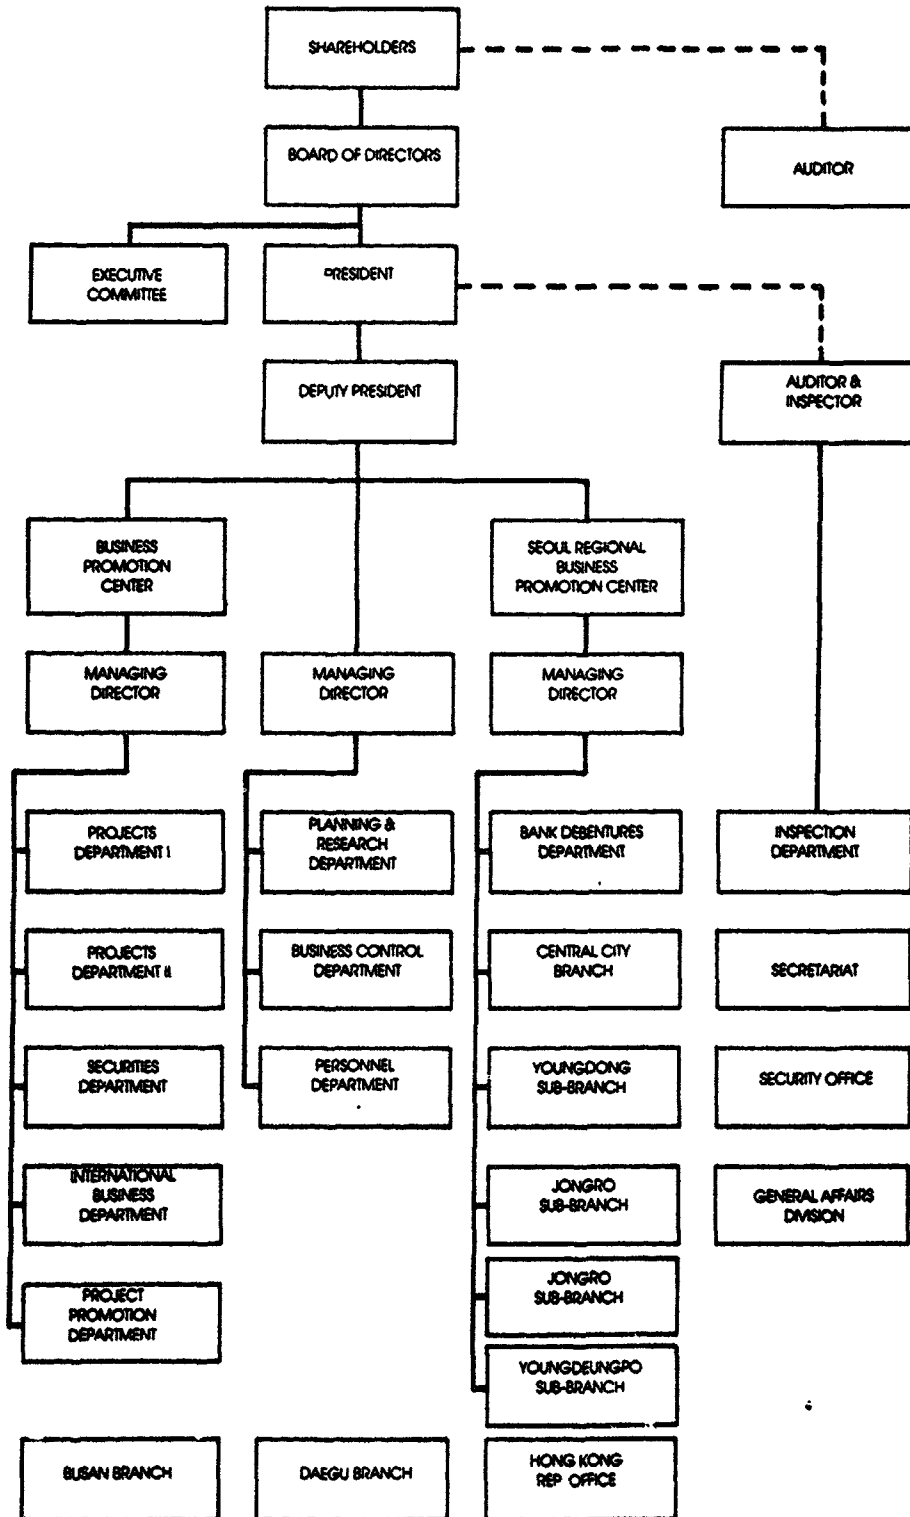 SHAREHOLDERS
BOARD OF DIRECTORS
AUDITOR
EXECUTIVE
COMMITTEE
PRESIDENT
DEPUTY PRESIDENT
AUDITOR &
INSPECTOR
BUSINESS
PROMOTION
CENTER
SEOUL REGIONAL
BUSINESS
PROMOTION CENTER
MANAGING
DIRECTOR
MANAGING
DIRECTOR
MANAGING
DIRECTOR
PROJECTS
DEPARTMENT I
PLANNING &
RESEARCH
DEPARTMENT
BANK DEBENTURES
DEPARTMENT
INSPECTION
DEPARTMENT
PROJECTS
DEPARTMENT II
BUSINESS CONTROL
DEPARTMENT
CENTRAL CITY
BRANCH
SECRETARIAT
SECURITIES
DEPARTMENT
PERSONNEL
DEPARTMENT
YOUNGDONG
SUB-BRANCH
SECURITY OFFICE
INTERNATIONAL
BUSINESS
DEPARTMENT
JONGRO
SUB-BRANCH
GENERAL AFFAIRS
DIVISION
PROJECT
PROMOTION
DEPARTMENT
JONGRO
SUB-BRANCH
YOUNGDEUNGPO
SUB-BRANCH
BUSAN BRANCH
DAEGU BRANCH
HONG KONG
REP OFFICE